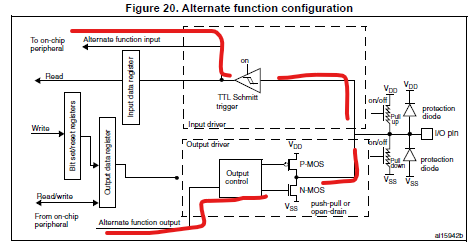 Figure 20. Alternate function configuration
To on-chip
peripheral
Alternate function input
on
Read
Input data register
TTL Schmitt
trigger
Input driver
on/off
VDD
Pull
up
VDD
protection
diode
Write
Bit set/reset registers
Output data register
I/O pin
Output driver
VDD
on/off
P-MOS
Output
control
N-MOS
Pull
down
protection
diode
VSS
VSS
VSS
push-pull or
open-drain
Read/write
From on-chip
peripheral
Alternate function output
ai15942b